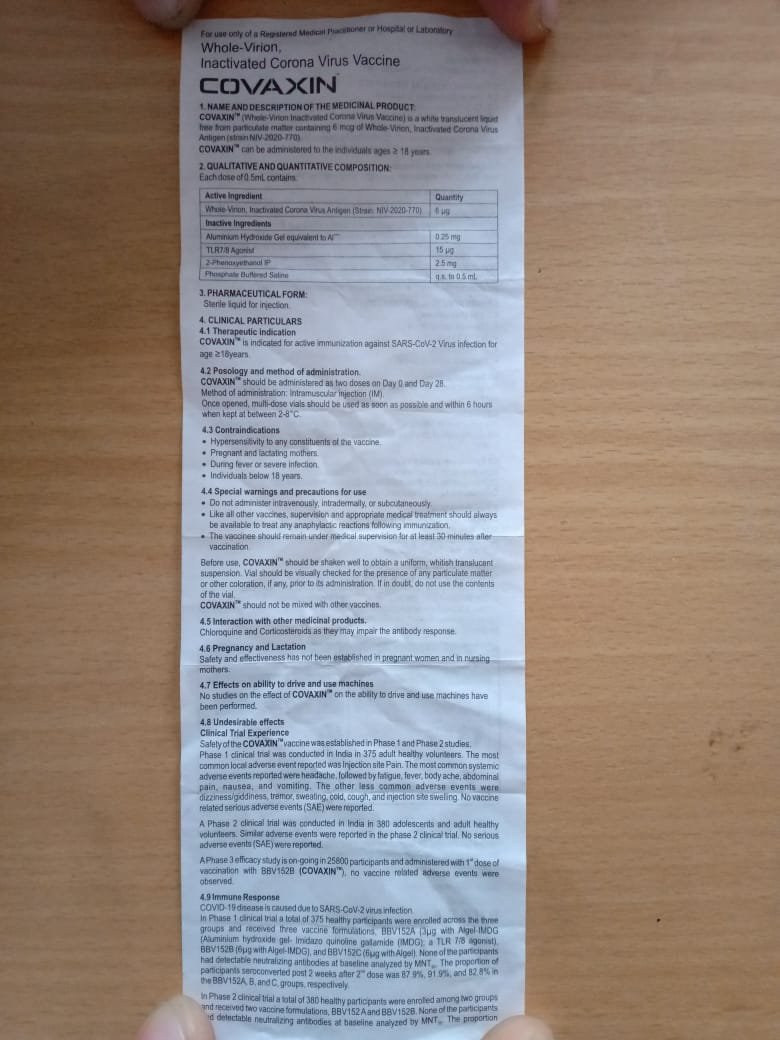 For use only of a Registered Medical Practitioner or Hospital or Laboratory
Whole-Virion,
Inactivated Corona Virus Vaccine
COVAXIN™
1. NAME AND DESCRIPTION OF THE MEDICINAL PRODUCT:
COVAXIN™ (Whole-Virion Inactivated Corona Virus Vaccine) is a white translucent liquid
free from particulate matter containing 6 mcg of Whole-Virion, Inactivated Corona Virus
Antigen (strain NIV-2020-770).
COVAXIN™ can be administered to the individuals ages ≥ 18 years.
2. QUALITATIVE AND QUANTITATIVE COMPOSITION:
Each dose of 0.5mL contains:
Active Ingredient Quantity
Whole-Virion, Inactivated Corona Virus Antigen (Strain: NIV-2020-770) 6 µg
Inactive Ingredients
Aluminium Hydroxide Gel equivalent to Al⁺⁺⁺ 0.25 mg
TLR7/8 Agonist 15 µg
2-Phenoxyethanol IP 2.5 mg
Phosphate Buffered Saline q.s. to 0.5 mL
3. PHARMACEUTICAL FORM:
Sterile liquid for injection.
4. CLINICAL PARTICULARS
4.1 Therapeutic indication
COVAXIN™ is indicated for active immunization against SARS-CoV-2 Virus infection for
age ≥18years.
4.2 Posology and method of administration.
COVAXIN™ should be administered as two doses on Day 0 and Day 28.
Method of administration: Intramuscular injection (IM).
Once opened, multi-dose vials should be used as soon as possible and within 6 hours
when kept at between 2-8°C.
4.3 Contraindications
• Hypersensitivity to any constituents of the vaccine.
• Pregnant and lactating mothers.
• During fever or severe infection.
• Individuals below 18 years.
4.4 Special warnings and precautions for use
• Do not administer intravenously, intradermally, or subcutaneously.
• Like all other vaccines, supervision and appropriate medical treatment should always
be available to treat any anaphylactic reactions following immunization.
• The vaccinee should remain under medical supervision for at least 30 minutes after
vaccination.
Before use, COVAXIN™ should be shaken well to obtain a uniform, whitish translucent
suspension. Vial should be visually checked for the presence of any particulate matter
or other coloration, if any, prior to its administration. If in doubt, do not use the contents
of the vial.
COVAXIN™ should not be mixed with other vaccines.
4.5 Interaction with other medicinal products.
Chloroquine and Corticosteroids as they may impair the antibody response.
4.6 Pregnancy and Lactation
Safety and effectiveness has not been established in pregnant women and in nursing
mothers.
4.7 Effects on ability to drive and use machines
No studies on the effect of COVAXIN™ on the ability to drive and use machines have
been performed.
4.8 Undesirable effects
Clinical Trial Experience
Safety of the COVAXIN™ vaccine was established in Phase 1 and Phase 2 studies.
Phase 1 clinical trial was conducted in India in 375 adult healthy volunteers. The most
common local adverse event reported was Injection site Pain. The most common systemic
adverse events reported were headache, followed by fatigue, fever, body ache, abdominal
pain, nausea, and vomiting. The other less common adverse events were
dizziness/giddiness, tremor, sweating, cold, cough, and injection site swelling. No vaccine
related serious adverse events (SAE) were reported.
A Phase 2 clinical trial was conducted in India in 380 adolescents and adult healthy
volunteers. Similar adverse events were reported in the phase 2 clinical trial. No serious
adverse events (SAE) were reported.
A Phase 3 efficacy study is on-going in 25800 participants and administered with 1st dose of
vaccination with BBV152B (COVAXIN™), no vaccine related adverse events were
observed.
4.9 Immune Response
COVID-19 disease is caused due to SARS-CoV-2 virus infection.
In Phase 1 clinical trial a total of 375 healthy participants were enrolled across the three
groups and received three vaccine formulations, BBV152A (3µg with Algel-IMDG
(Aluminium hydroxide gel- Imidazo quinoline gallamide (IMDG); a TLR 7/8 agonist),
BBV152B (6µg with Algel-IMDG), and BBV152C (6µg with Algel). None of the participants
had detectable neutralizing antibodies at baseline analyzed by MNT₅₀. The proportion of
participants seroconverted post 2 weeks after 2nd dose was 87.9%, 91.9%, and 82.8% in
the BBV152A, B, and C, groups, respectively.
In Phase 2 clinical trial a total of 380 healthy participants were enrolled among two groups
and received two vaccine formulations, BBV152A and BBV152B. None of the participants
detectable neutralizing antibodies at baseline analyzed by MNT₅₀. The proportion